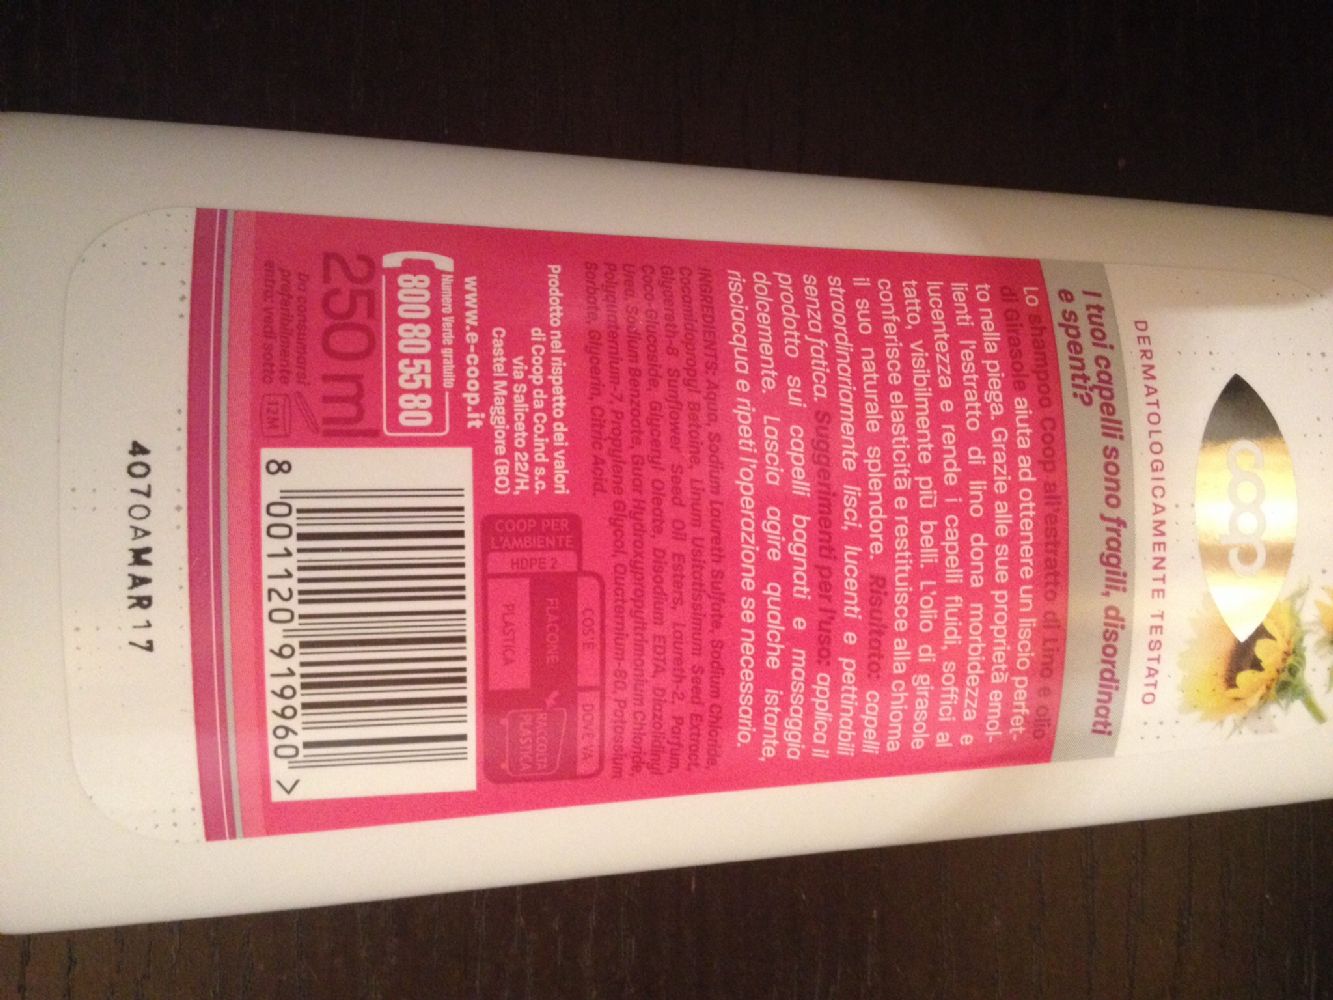 coop
DERMATOLOGICAMENTE TESTATO
I tuoi capelli sono fragili, disordinati
e spenti?
Lo shampoo Coop all'estratto di Lino e olio
di Girasole aiuta ad ottenere un liscio perfet-
to nella piega. Grazie alle sue proprietà emol-
lienti l'estratto di lino dona morbidezza e
lucentezza e rende i capelli fluidi, soffici al
tatto, visibilmente più belli. L'olio di girasole
conferisce elasticità e restituisce alla chioma
il suo naturale splendore. Risultato: capelli
straordinariamente lisci, lucenti e pettinabili
senza fatica. Suggerimenti per l'uso: applica il
prodotto sui capelli bagnati e massaggia
dolcemente. Lascia agire qualche istante,
risciacqua e ripeti l'operazione se necessario.
INGREDIENTS: Aqua, Sodium Laureth Sulfate, Sodium Chloride,
Cocamidopropyl Betaine, Linum Usitatissimum Seed Extract,
Glycereth-8 Sunflower Seed Oil Esters, Laureth-2, Parfum,
Coco-Glucoside, Glyceryl Oleate, Disodium EDTA, Diazolidinyl
Urea, Sodium Benzoate, Guar Hydroxypropyltrimonium Chloride,
Polyquaternium-7, Propylene Glycol, Quaternium-80, Potassium
Sorbate, Glycerin, Citric Acid.
Prodotto nel rispetto dei valori
di Coop da Co.ind s.c.
via Saliceto 22/H,
Castel Maggiore (BO)
www.e-coop.it
Numero Verde gratuito
800 80 55 80
250 ml
Da consumarsi
preferibilmente
entro: vedi sotto
12M
COOP PER
L'AMBIENTE
HDPE 2
COS'È
DOVE VA
FLACONE
PLASTICA
RACCOLTA
PLASTICA
8 001120 919960 >
4070AMAR17